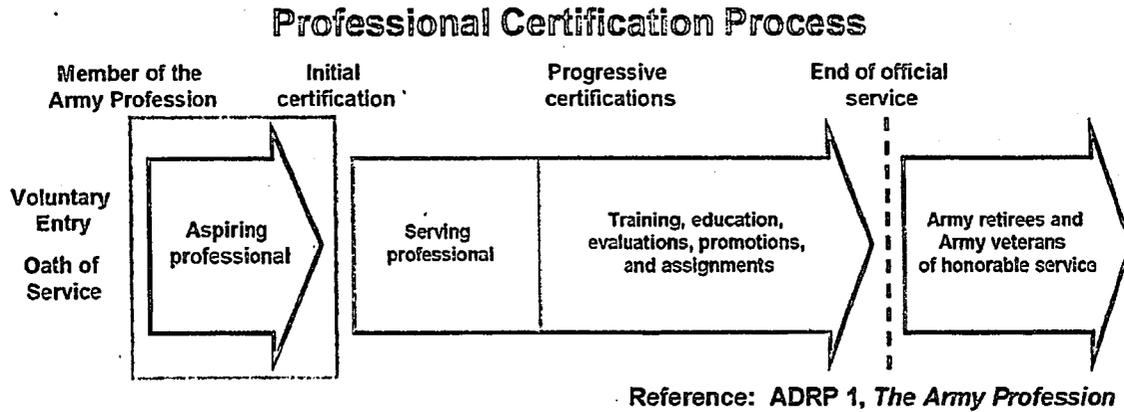 Professional Certification Process
Member of the
Army Profession
Initial
certification
Progressive
certifications
End of official
service
Voluntary
Entry
Oath of
Service
Aspiring
professional
Serving
professional
Training, education,
evaluations, promotions,
and assignments
Army retirees and
Army veterans
of honorable service
Reference: ADRP 1, The Army Profession